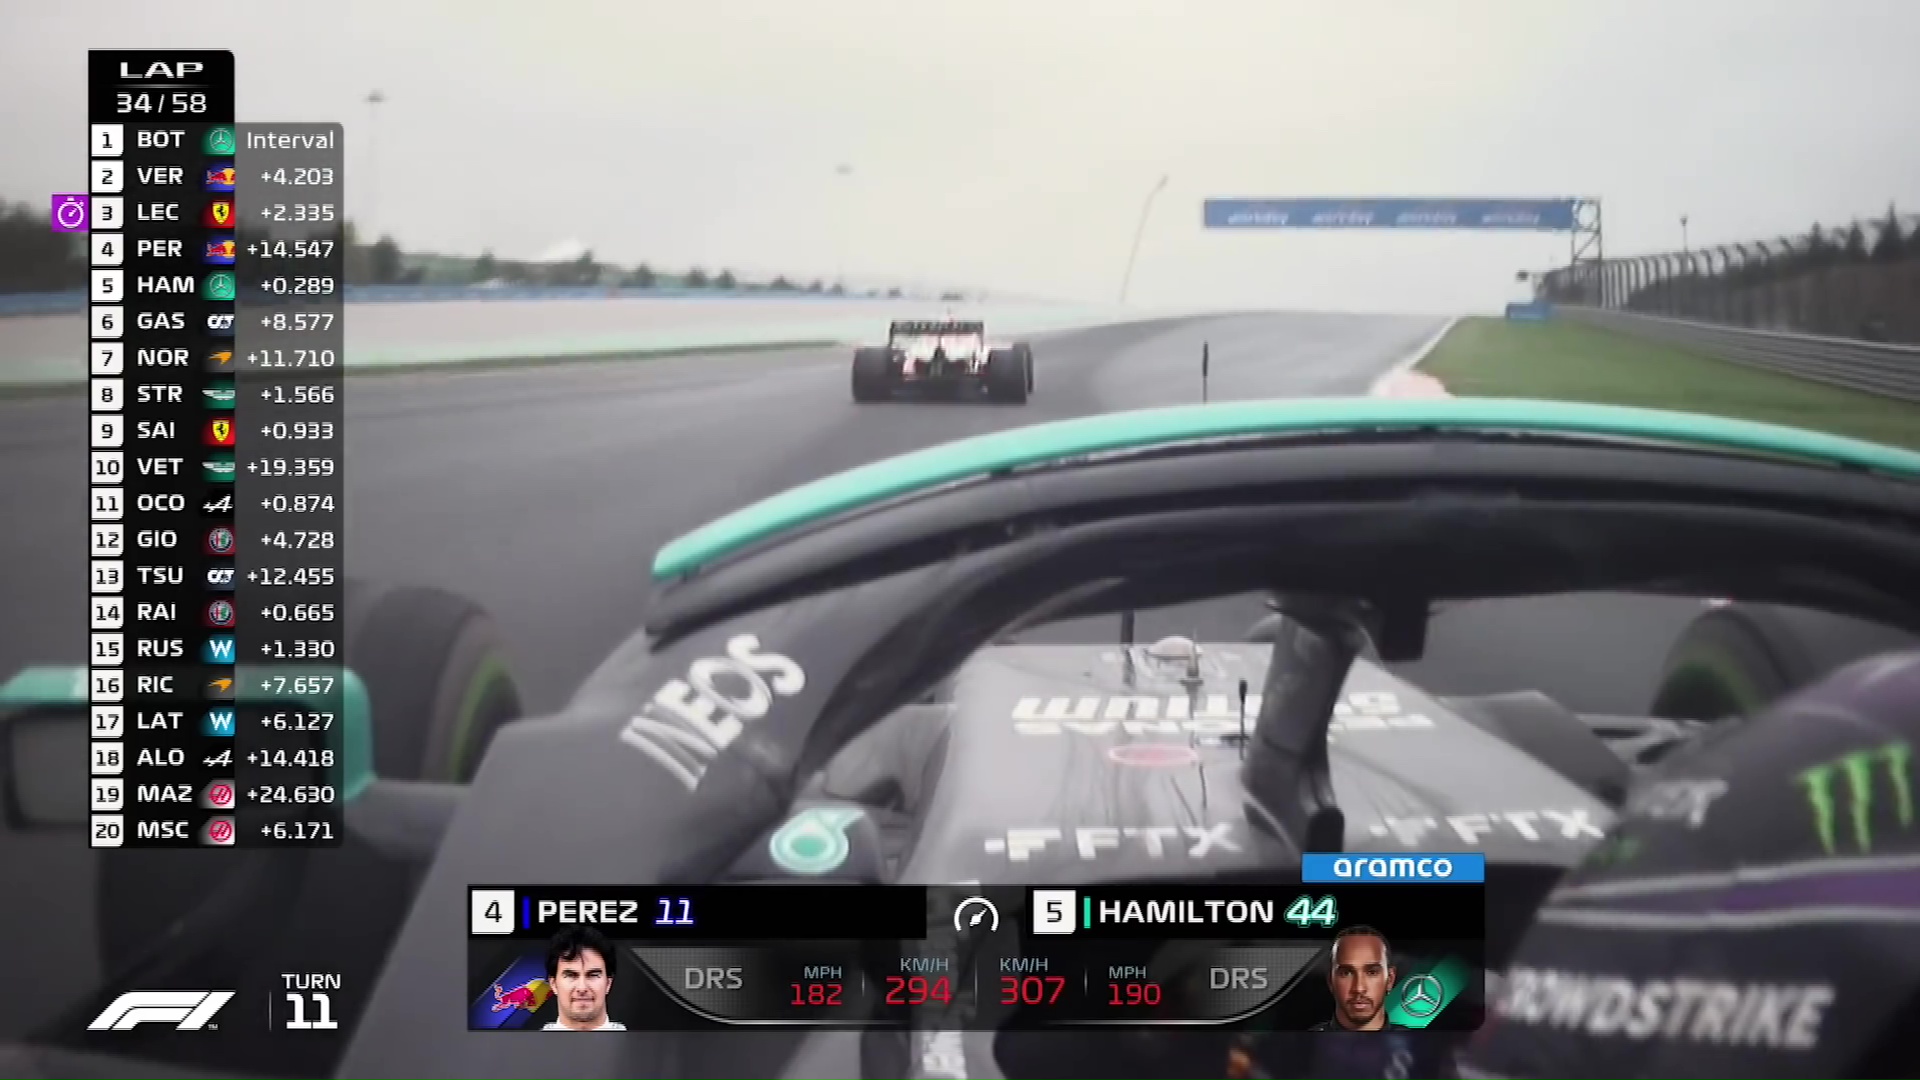 LAP
34/58
1 BOT Interval
2 VER +4.203
3 LEC +2.335
4 PER +14.547
5 HAM +0.289
6 GAS +8.577
7 NOR +11.710
8 STR +1.566
9 SAI +0.933
10 VET +19.359
11 OCO +0.874
12 GIO +4.728
13 TSU +12.455
14 RAI +0.665
15 RUS W +1.330
16 RIC +7.657
17 LAT W +6.127
18 ALO +14.418
19 MAZ +24.630
20 MSC +6.171
INEOS
FTX
FTX
aramco
4 PEREZ 11
5 HAMILTON 44
DRS MPH 182 KM/H 294
KM/H 307 MPH 190 DRS
F1 TURN 11
CROWDSTRIKE